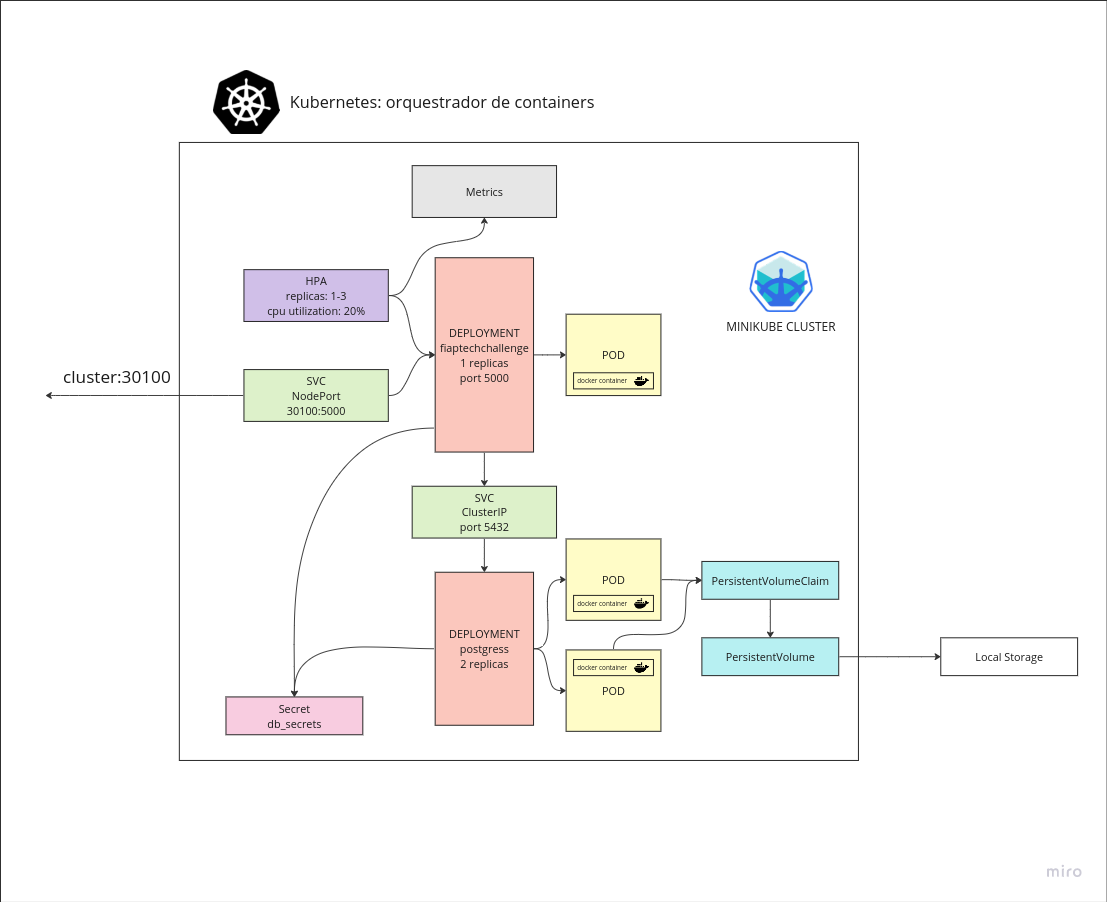 Kubernetes: orquestrador de containers
Metrics
HPA
replicas: 1-3
cpu utilization: 20%
DEPLOYMENT
fiaptechchallenge
1 replicas
port 5000
POD
docker container
MINIKUBE CLUSTER
cluster:30100
SVC
NodePort
30100:5000
SVC
ClusterIP
port 5432
DEPLOYMENT
postgress
2 replicas
POD
docker container
docker container
POD
PersistentVolumeClaim
PersistentVolume
Local Storage
Secret
db_secrets
miro